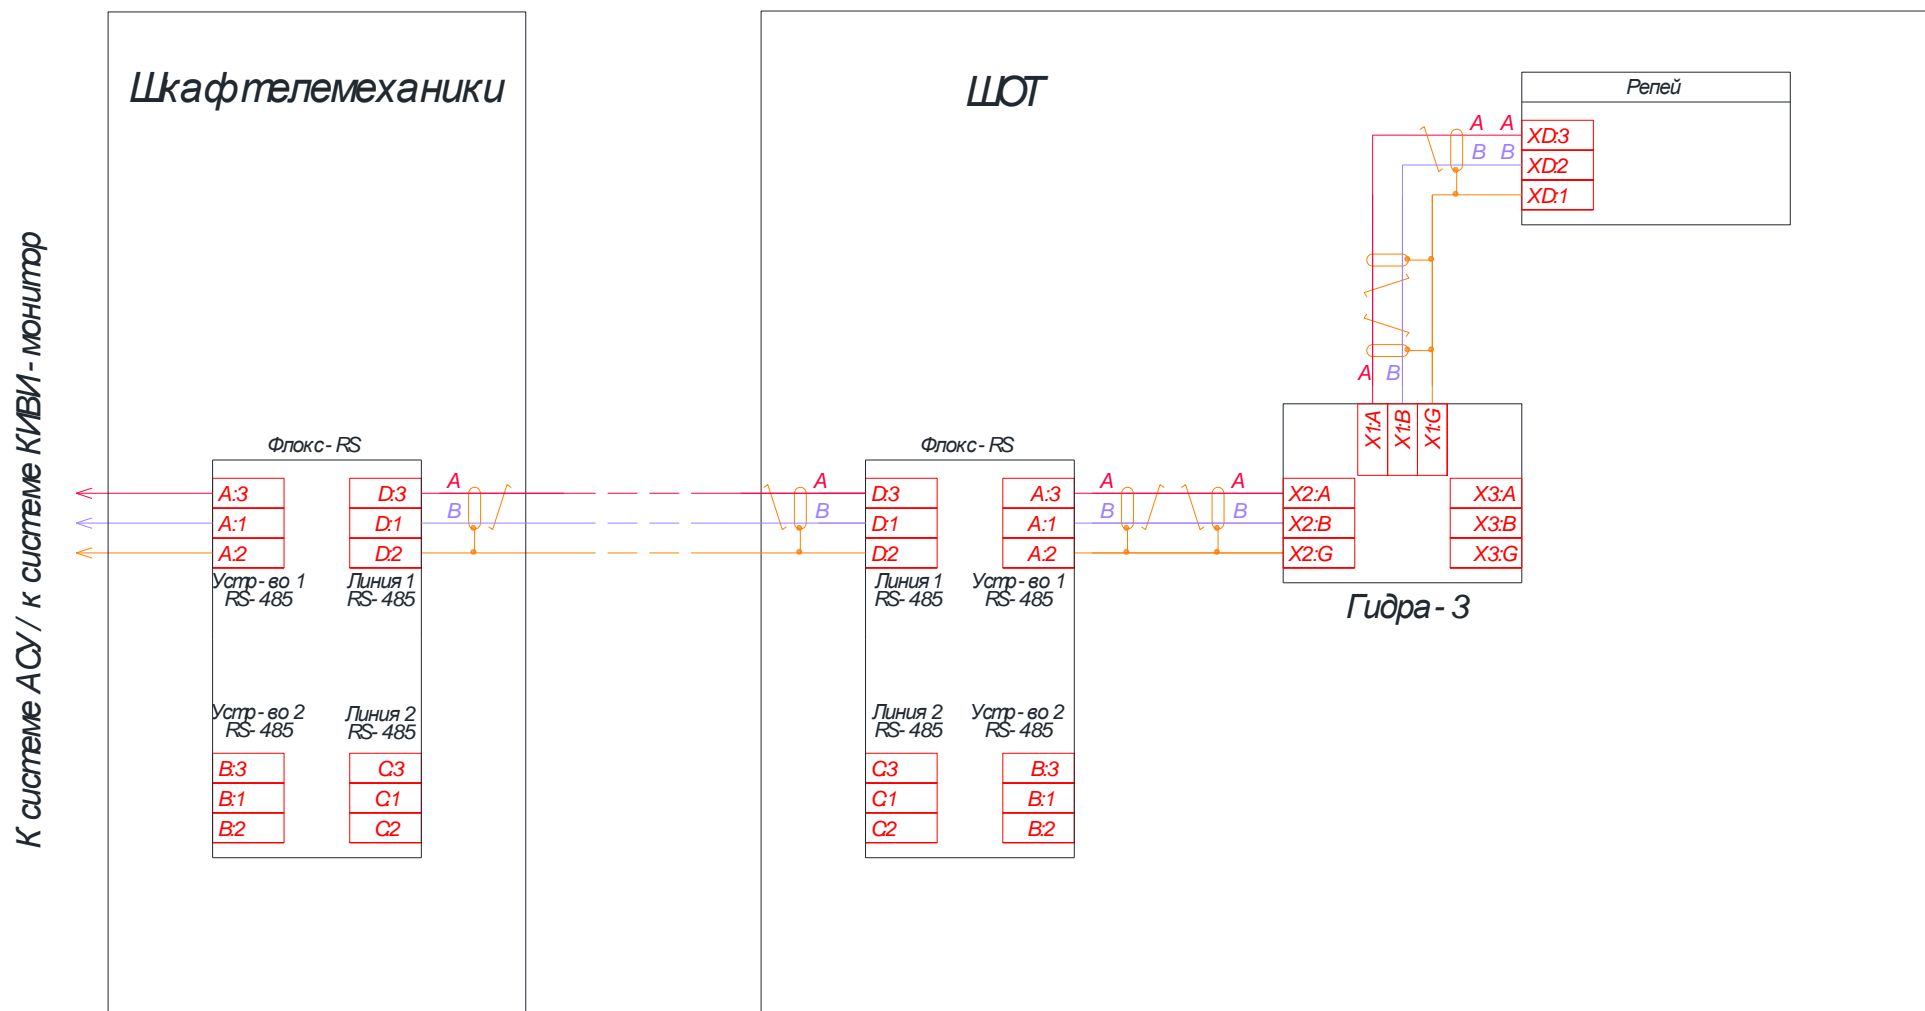 К системе АСУ / к системе КИВИ-монитор
Шкаф телемеханики
Флокс-RS
A:3
A:1
A:2
D:3
D:1
D:2
A
B
Устр-во 1
RS-485
Линия 1
RS-485
Устр-во 2
RS-485
Линия 2
RS-485
B:3
B:1
B:2
C:3
C:1
C:2
ШОТ
Флокс-RS
A
B
D:3
D:1
D:2
A:3
A:1
A:2
Линия 1
RS-485
Устр-во 1
RS-485
Линия 2
RS-485
Устр-во 2
RS-485
C:3
C:1
C:2
B:3
B:1
B:2
A
B
A
B
X2:A
X2:B
X2:G
X1:A
X1:B
X1:G
X3:A
X3:B
X3:G
Гидра-3
A
B
Репей
A A
B B
XD:3
XD:2
XD:1